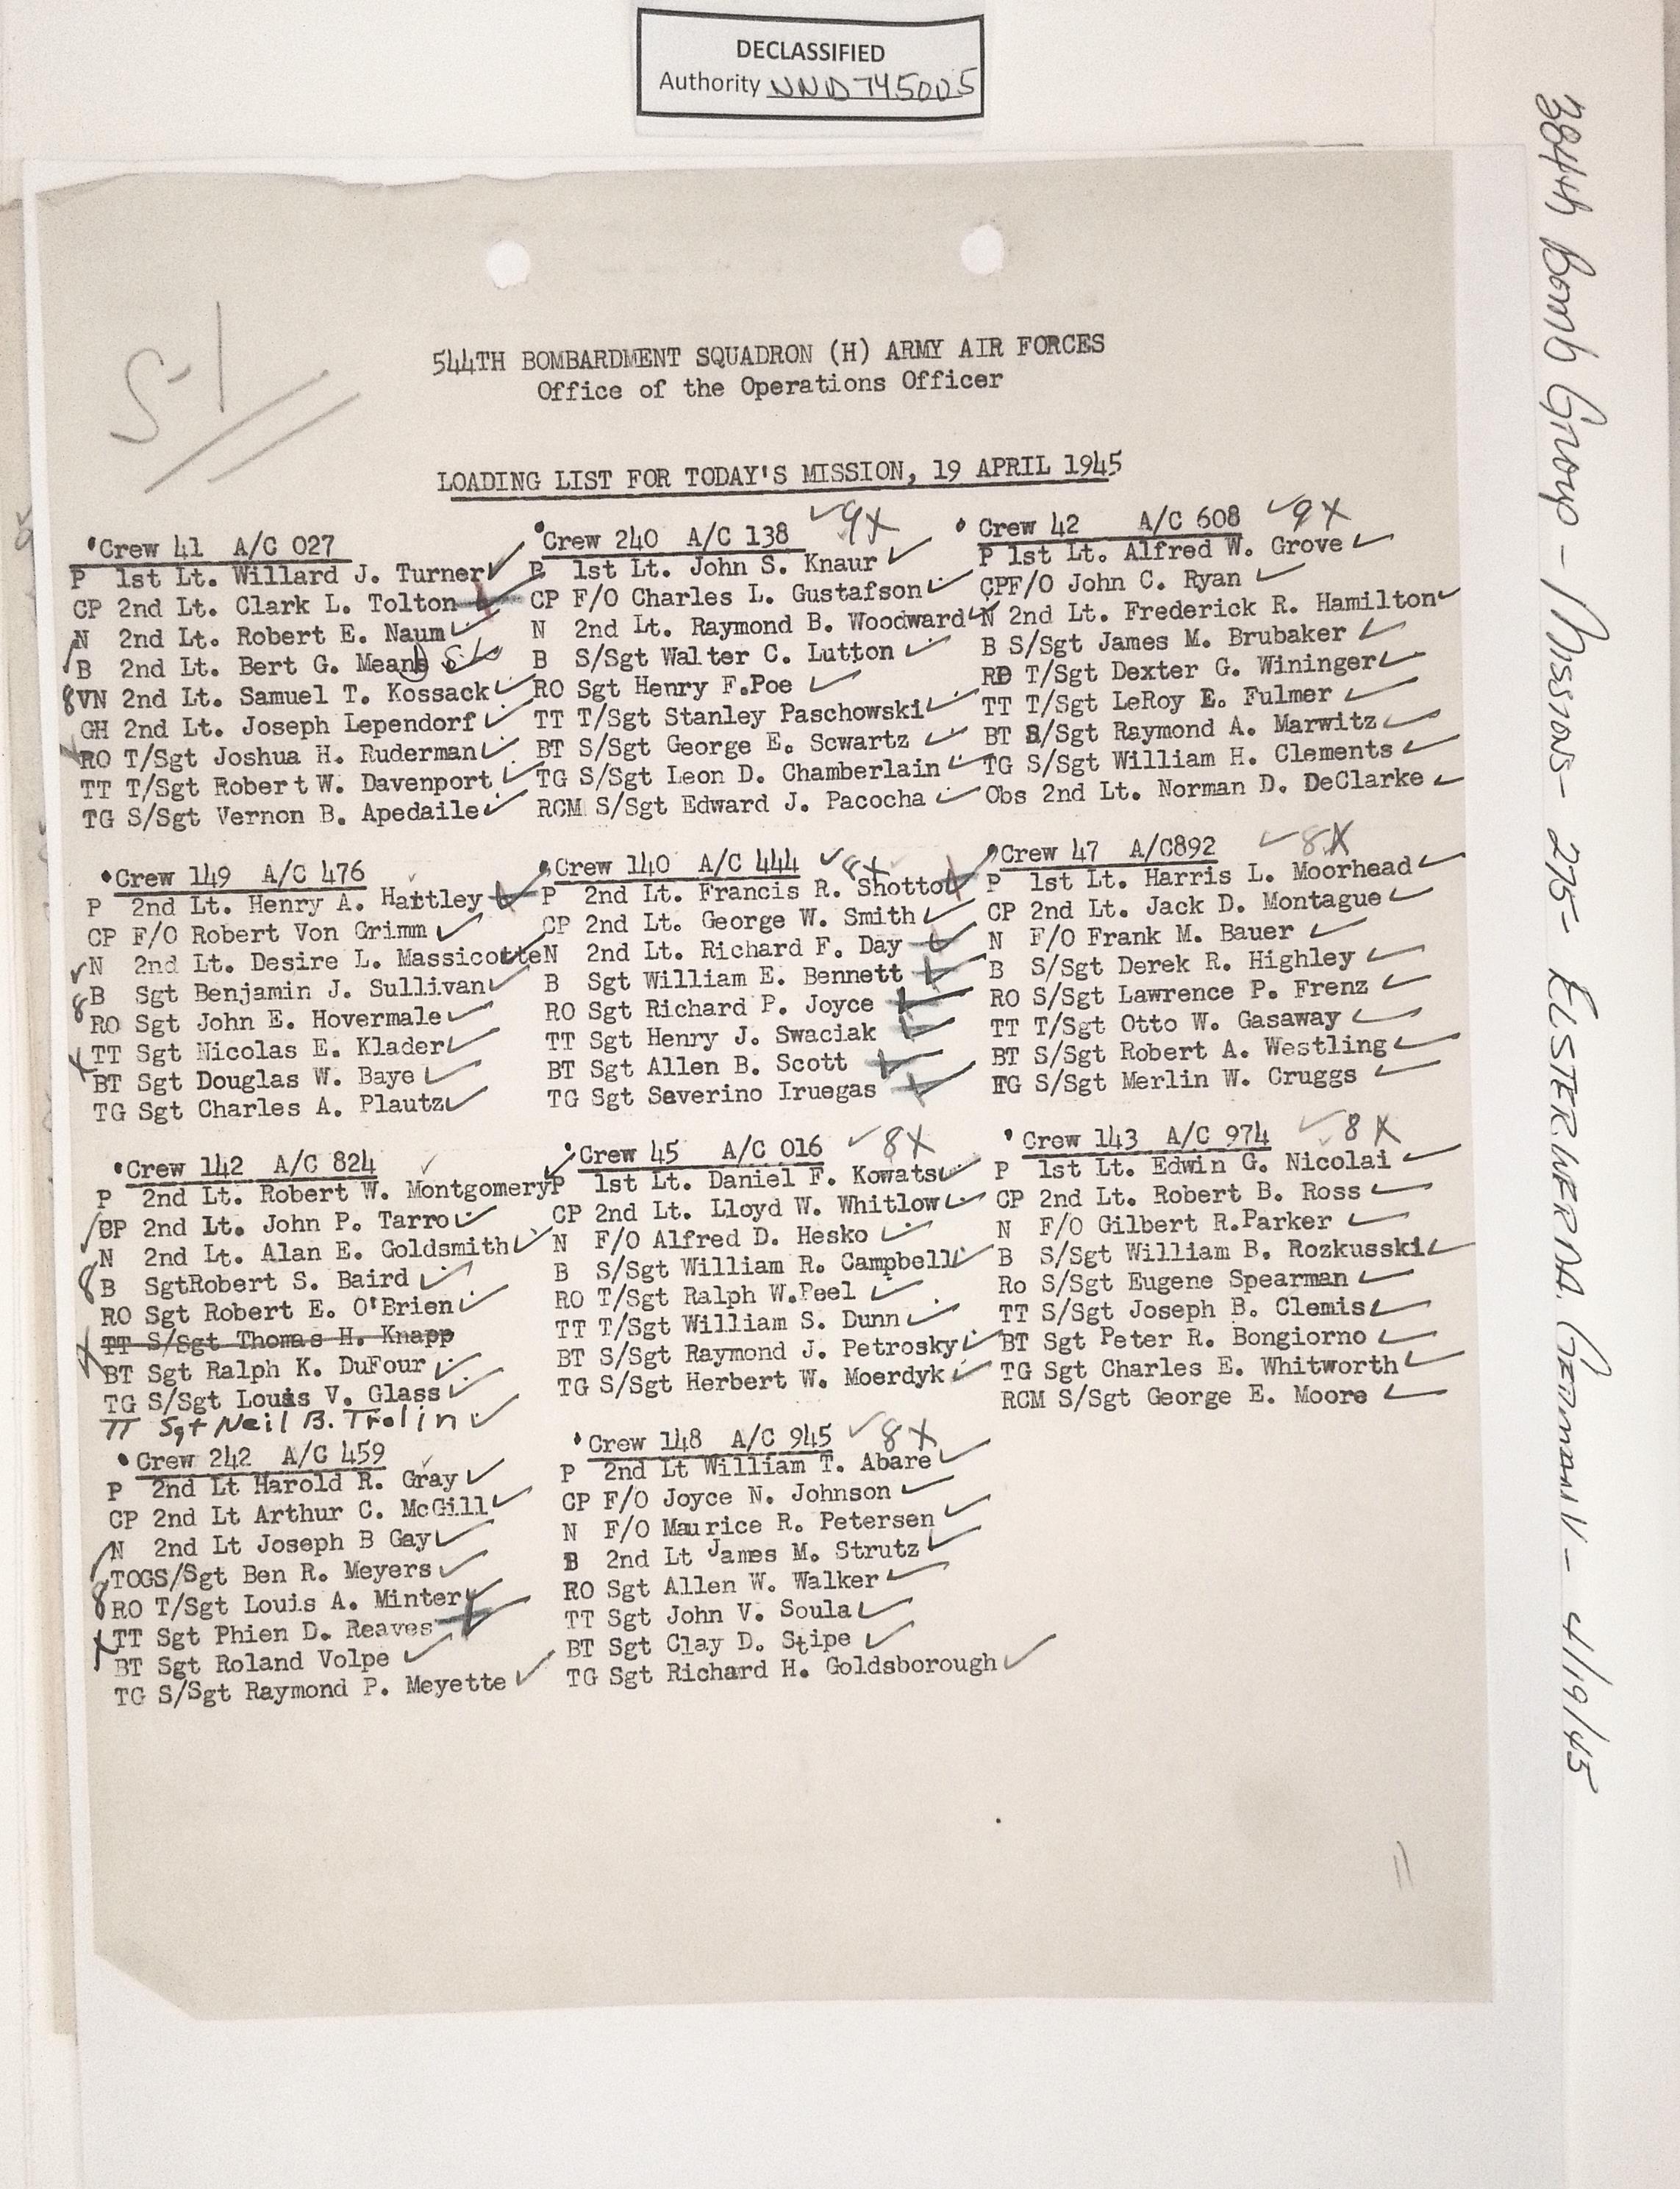 DECLASSIFIED
Authority NND 745005
384th Bomb Group - Missions - 275 - ELSTERWERDA, Germany - 4/19/45
S-1
544TH BOMBARDMENT SQUADRON (H) ARMY AIR FORCES
Office of the Operations Officer
LOADING LIST FOR TODAY'S MISSION, 19 APRIL 1945
Crew 41 A/C 027
P 1st Lt. Willard J. Turner
CP 2nd Lt. Clark L. Tolton
N 2nd Lt. Robert E. Naum
B 2nd Lt. Bert G. Means
8 VN 2nd Lt. Samuel T. Kossack
GH 2nd Lt. Joseph Lependorf
X RO T/Sgt Joshua H. Ruderman
TT T/Sgt Robert W. Davenport
TG S/Sgt Vernon B. Apedaile
Crew 240 A/C 138 ✓9X
P 1st Lt. John S. Knaur
CP F/O Charles L. Gustafson
N 2nd Lt. Raymond B. Woodward
B S/Sgt Walter C. Lutton
RO Sgt Henry F.Poe
TT T/Sgt Stanley Paschowski
BT S/Sgt George E. Scwartz
TG S/Sgt Leon D. Chamberlain
RCM S/Sgt Edward J. Pacocha
Crew 42 A/C 608 ✓9X
P 1st Lt. Alfred W. Grove
CPF/O John C. Ryan
N 2nd Lt. Frederick R. Hamilton
B S/Sgt James M. Brubaker
RO T/Sgt Dexter G. Wininger
TT T/Sgt LeRoy E. Fulmer
BT S/Sgt Raymond A. Marwitz
TG S/Sgt William H. Clements
Obs 2nd Lt. Norman D. DeClarke
Crew 149 A/C 476
P 2nd Lt. Henry A. Hartley
CP F/O Robert Von Grimm
N 2nd Lt. Desire L. Massicotte
8 B Sgt Benjamin J. Sullivan
RO Sgt John E. Hovermale
X TT Sgt Nicolas E. Klader
BT Sgt Douglas W. Baye
TG Sgt Charles A. Plautz
Crew 140 A/C 444 ✓8X
P 2nd Lt. Francis R. Shotto
CP 2nd Lt. George W. Smith
N 2nd Lt. Richard F. Day
B Sgt William E. Bennett
RO Sgt Richard P. Joyce
TT Sgt Henry J. Swaciak
BT Sgt Allen B. Scott
TG Sgt Severino Iruegas
Crew 47 A/C892 ✓8X
P 1st Lt. Harris L. Moorhead
CP 2nd Lt. Jack D. Montague
N F/O Frank M. Bauer
B S/Sgt Derek R. Highley
RO S/Sgt Lawrence P. Frenz
TT T/Sgt Otto W. Gasaway
BT S/Sgt Robert A. Westling
TG S/Sgt Merlin W. Cruggs
Crew 142 A/C 824
P 2nd Lt. Robert W. Montgomery
CP 2nd Lt. John P. Tarro
N 2nd Lt. Alan E. Goldsmith
8 B SgtRobert S. Baird
RO Sgt Robert E. O'Brien
X TT S/Sgt Thomas H. Knapp
BT Sgt Ralph K. DuFour
TG S/Sgt Louis V. Glass
TT Sgt Neil B. Trolin
Crew 45 A/C 016 ✓8X
P 1st Lt. Daniel F. Kowats
CP 2nd Lt. Lloyd W. Whitlow
N F/O Alfred D. Hesko
B S/Sgt William R. Campbell
RO T/Sgt Ralph W.Peel
TT T/Sgt William S. Dunn
BT S/Sgt Raymond J. Petrosky
TG S/Sgt Herbert W. Moerdyk
Crew 143 A/C 974 ✓8X
P 1st Lt. Edwin G. Nicolai
CP 2nd Lt. Robert B. Ross
N F/O Gilbert R.Parker
B S/Sgt William B. Rozkusski
Ro S/Sgt Eugene Spearman
TT S/Sgt Joseph B. Clemis
BT Sgt Peter R. Bongiorno
TG Sgt Charles E. Whitworth
RCM S/Sgt George E. Moore
Crew 242 A/C 459
P 2nd Lt Harold R. Gray
CP 2nd Lt Arthur C. McGill
N 2nd Lt Joseph B Gay
TOGS/Sgt Ben R. Meyers
8 RO T/Sgt Louis A. Minter
X TT Sgt Phien D. Reaves
BT Sgt Roland Volpe
TG S/Sgt Raymond P. Meyette
Crew 148 A/C 945 ✓8X
P 2nd Lt William T. Abare
CP F/O Joyce N. Johnson
N F/O Maurice R. Petersen
B 2nd Lt James M. Strutz
RO Sgt Allen W. Walker
TT Sgt John V. Soula
BT Sgt Clay D. Stipe
TG Sgt Richard H. Goldsborough
11